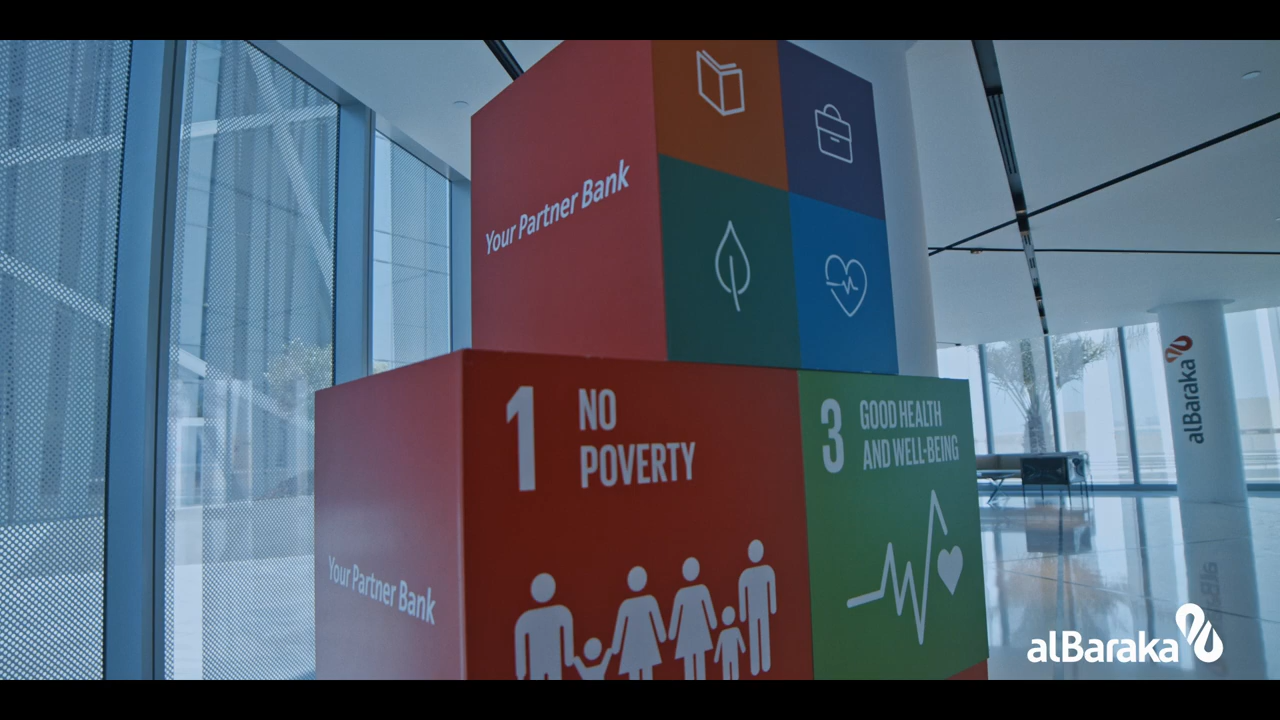 Your Partner Bank
1 NO
POVERTY
3 GOOD HEALTH
AND WELL-BEING
Your Partner Bank
alBaraka
alBaraka